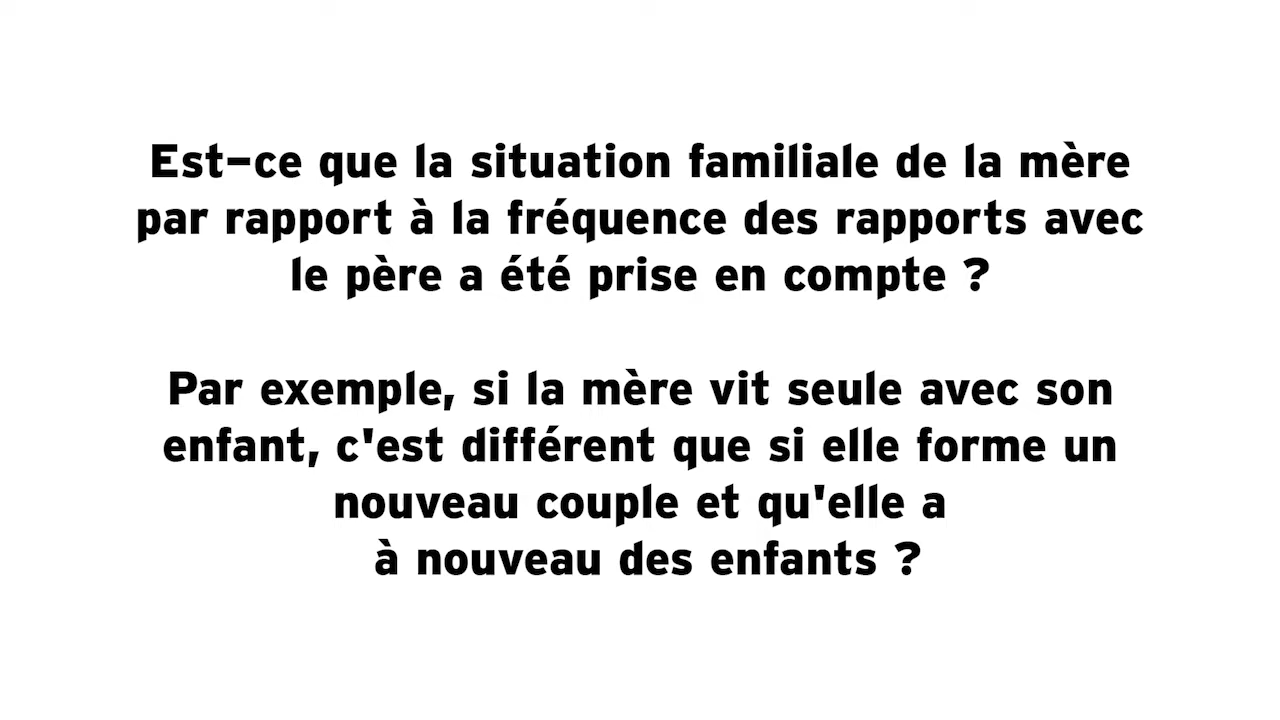 Est-ce que la situation familiale de la mère
par rapport à la fréquence des rapports avec
le père a été prise en compte ?
Par exemple, si la mère vit seule avec son
enfant, c'est différent que si elle forme un
nouveau couple et qu'elle a
à nouveau des enfants ?